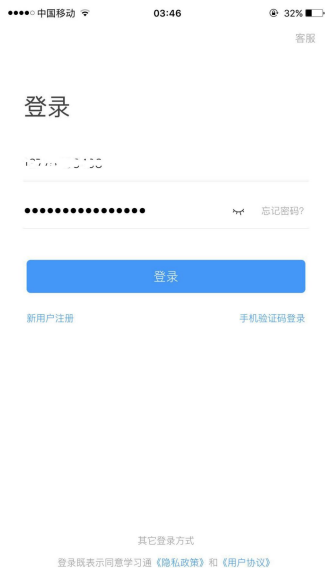 中国移动 03:46 32%
客服
登录
忘记密码?
登录
新用户注册 手机验证码登录
其它登录方式
登录既表示同意学习通《隐私政策》和《用户协议》